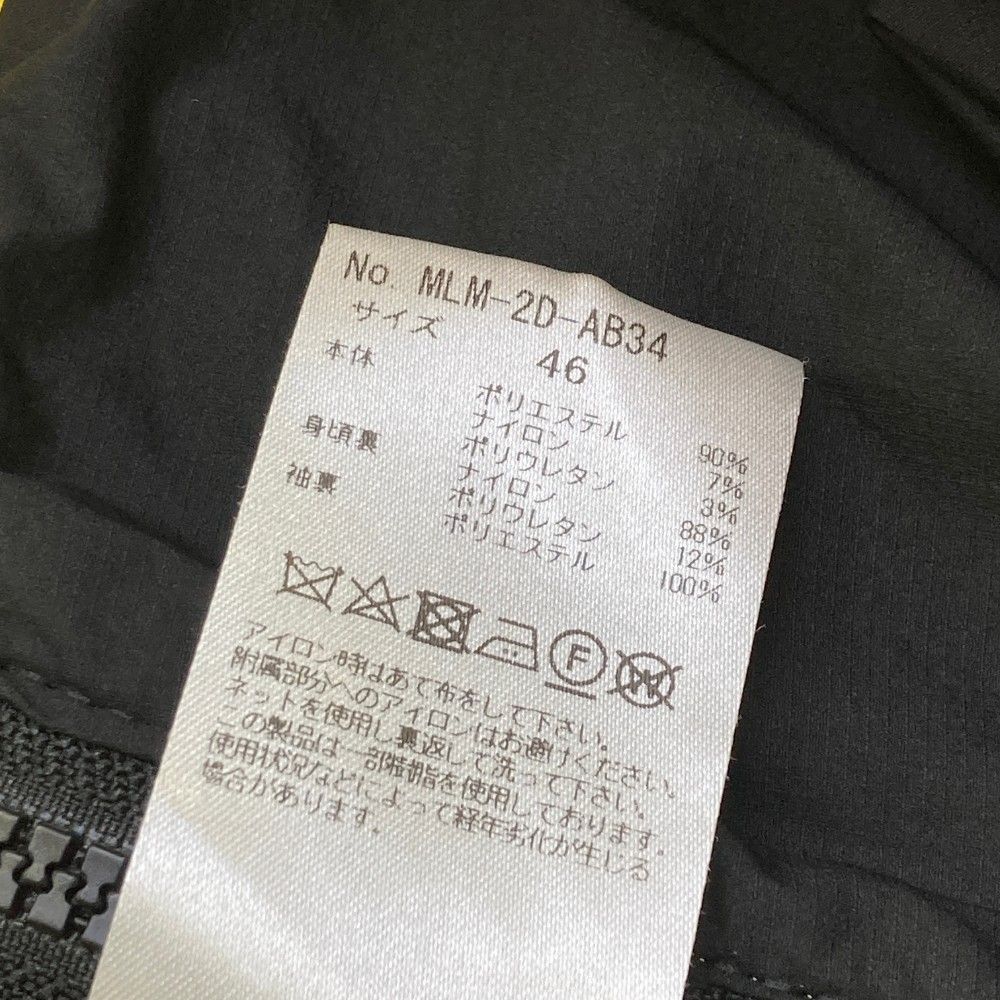 No. MLM-2D-AB34
サイズ 46
本体 ポリエステル 90%
ナイロン 7%
ポリウレタン 3%
身頃裏 ナイロン 88%
ポリウレタン 12%
袖裏 ポリエステル 100%
F W
アイロン時はあて布をして下さい。
附属部分へのアイロンはお避けください。
ネットを使用し裏返して洗って下さい。
この製品は一部樹脂を使用しております。
使用状況などによって経年劣化が生じる
場合があります。